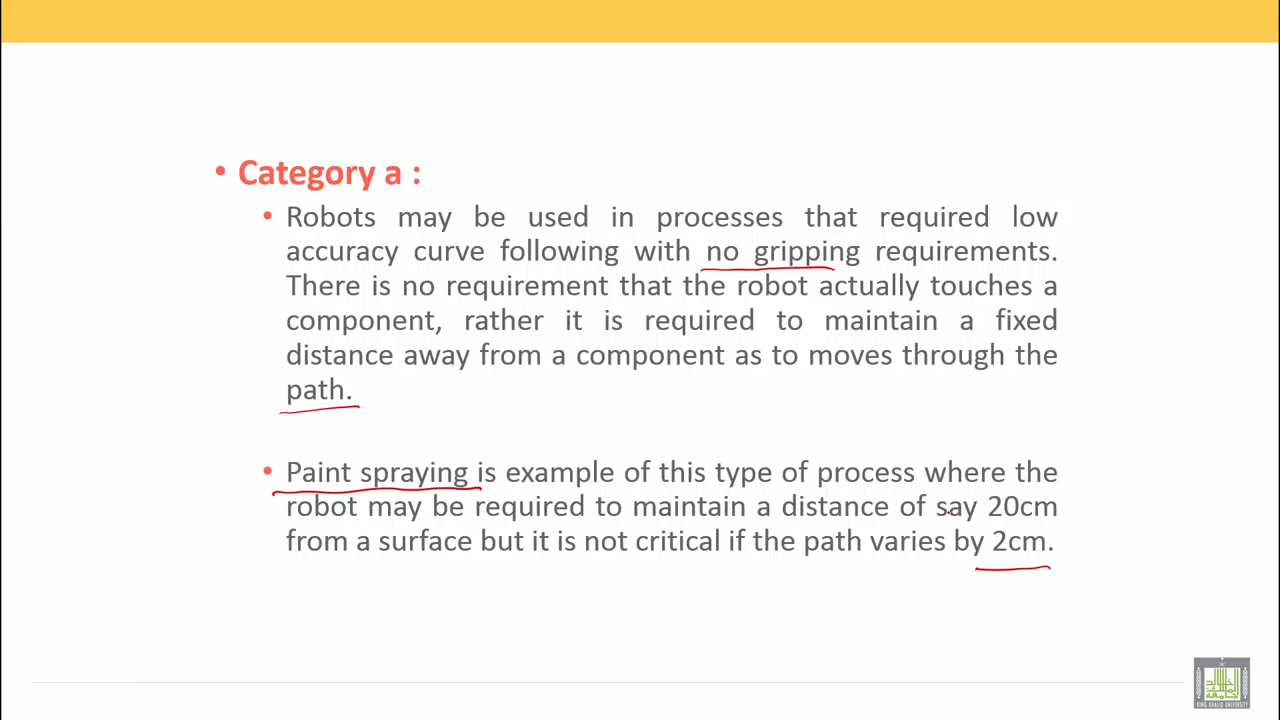 • Category a :
• Robots may be used in processes that required low
accuracy curve following with no gripping requirements.
There is no requirement that the robot actually touches a
component, rather it is required to maintain a fixed
distance away from a component as to moves through the
path.
• Paint spraying is example of this type of process where the
robot may be required to maintain a distance of say 20cm
from a surface but it is not critical if the path varies by 2cm.
KING KHALID UNIVERSITY